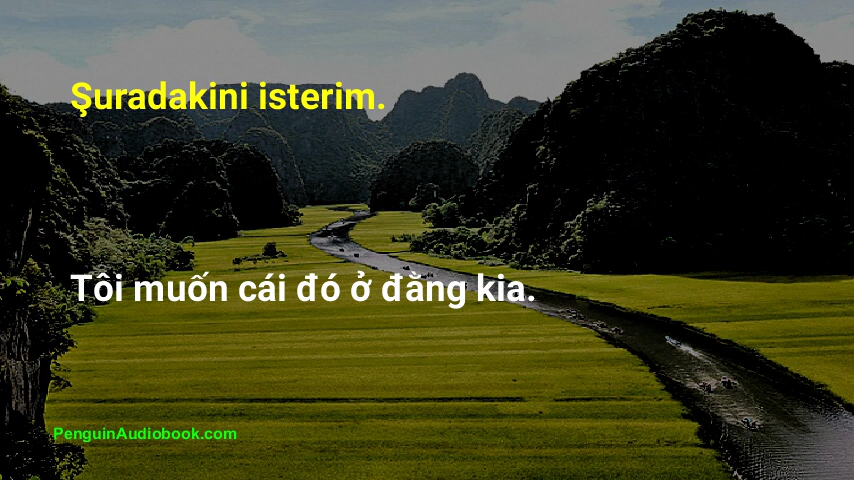 Şuradakini isterim.
Tôi muốn cái đó ở đằng kia.
PenguinAudiobook.com